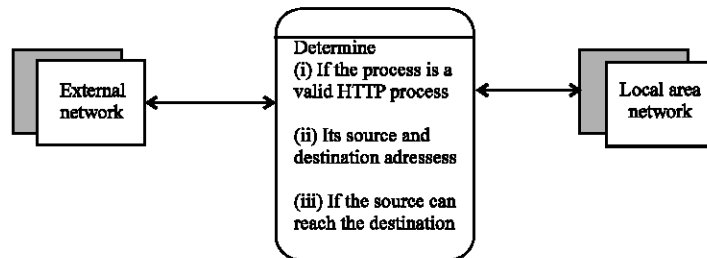 External
network
Determine
(i) If the process is a
valid HTTP process
(ii) Its source and
destination adressess
(iii) If the source can
reach the destination
Local area
network